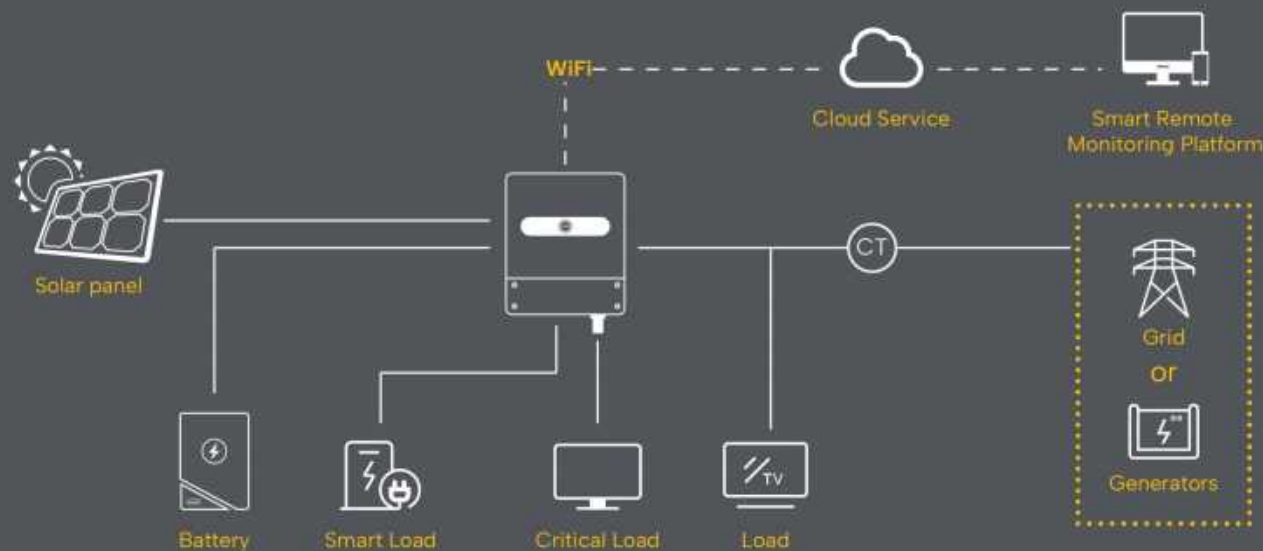 WiFi
Cloud Service
Smart Remote
Monitoring Platform
Solar panel
CT
Grid
or
Generators
TV
Battery
Smart Load
Critical Load
Load